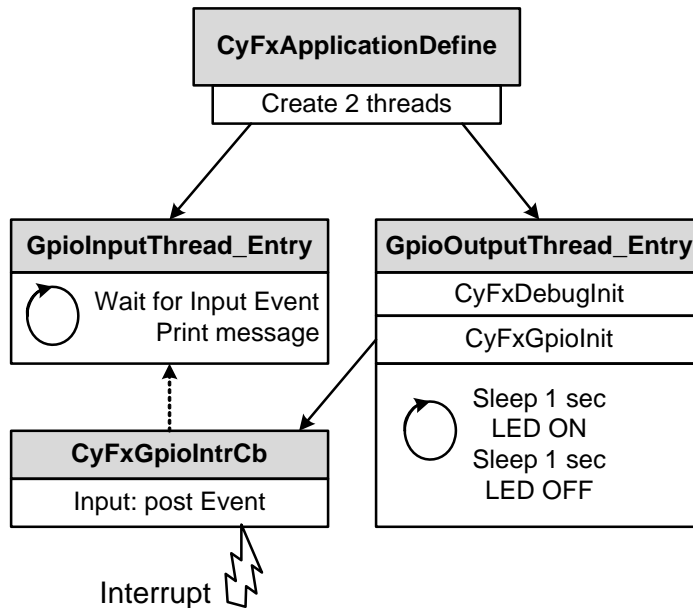 CyFxApplicationDefine
Create 2 threads
GpioInputThread_Entry
Wait for Input Event
Print message
GpioOutputThread_Entry
CyFxDebugInit
CyFxGpioInit
Sleep 1 sec
LED ON
Sleep 1 sec
LED OFF
CyFxGpioIntrCb
Input: post Event
Interrupt